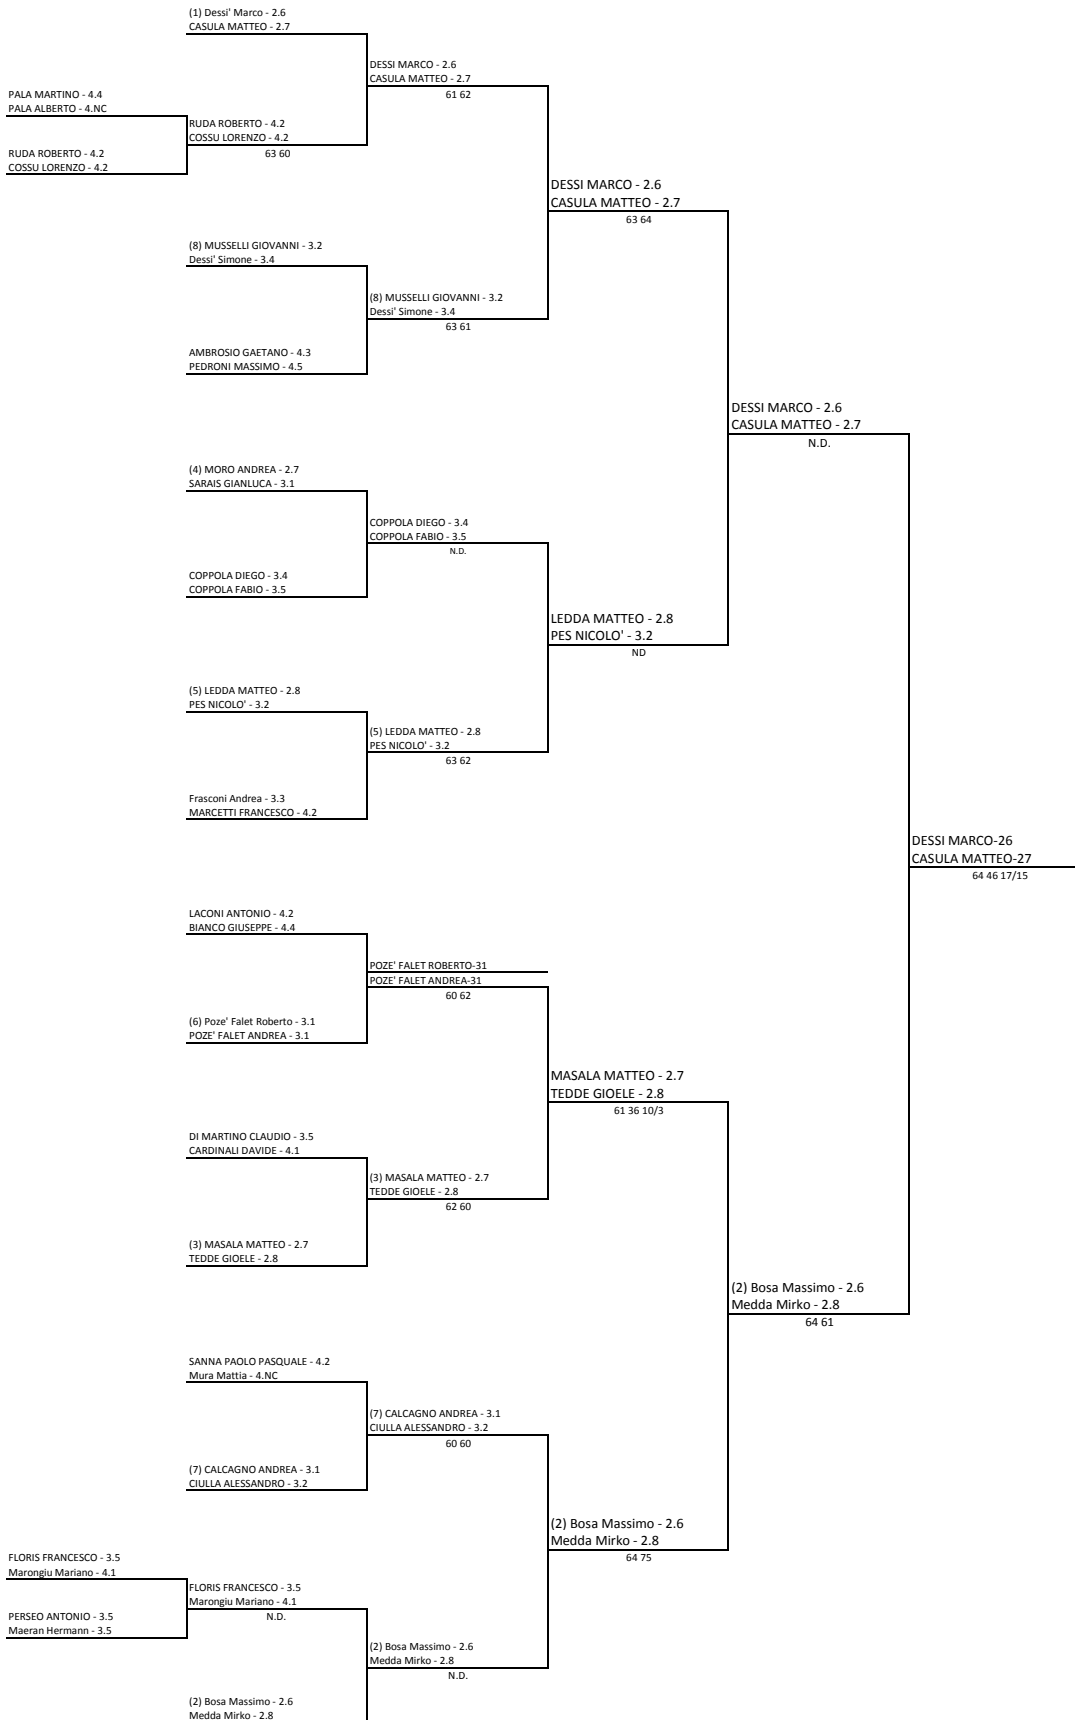 (1) Dessi' Marco - 2.6
CASULA MATTEO - 2.7
DESSI MARCO - 2.6
CASULA MATTEO - 2.7
61 62
PALA MARTINO - 4.4
PALA ALBERTO - 4.NC
RUDA ROBERTO - 4.2
COSSU LORENZO - 4.2
63 60
RUDA ROBERTO - 4.2
COSSU LORENZO - 4.2
DESSI MARCO - 2.6
CASULA MATTEO - 2.7
63 64
(8) MUSSELLI GIOVANNI - 3.2
Dessi' Simone - 3.4
(8) MUSSELLI GIOVANNI - 3.2
Dessi' Simone - 3.4
63 61
AMBROSIO GAETANO - 4.3
PEDRONI MASSIMO - 4.5
DESSI MARCO - 2.6
CASULA MATTEO - 2.7
N.D.
(4) MORO ANDREA - 2.7
SARAIS GIANLUCA - 3.1
COPPOLA DIEGO - 3.4
COPPOLA FABIO - 3.5
N.D.
COPPOLA DIEGO - 3.4
COPPOLA FABIO - 3.5
LEDDA MATTEO - 2.8
PES NICOLO' - 3.2
ND
(5) LEDDA MATTEO - 2.8
PES NICOLO' - 3.2
(5) LEDDA MATTEO - 2.8
PES NICOLO' - 3.2
63 62
Frasconi Andrea - 3.3
MARCETTI FRANCESCO - 4.2
DESSI MARCO-26
CASULA MATTEO-27
64 46 17/15
LACONI ANTONIO - 4.2
BIANCO GIUSEPPE - 4.4
POZE' FALET ROBERTO-31
POZE' FALET ANDREA-31
60 62
(6) Poze' Falet Roberto - 3.1
POZE' FALET ANDREA - 3.1
MASALA MATTEO - 2.7
TEDDE GIOELE - 2.8
61 36 10/3
DI MARTINO CLAUDIO - 3.5
CARDINALI DAVIDE - 4.1
(3) MASALA MATTEO - 2.7
TEDDE GIOELE - 2.8
62 60
(3) MASALA MATTEO - 2.7
TEDDE GIOELE - 2.8
(2) Bosa Massimo - 2.6
Medda Mirko - 2.8
64 61
SANNA PAOLO PASQUALE - 4.2
Mura Mattia - 4.NC
(7) CALCAGNO ANDREA - 3.1
CIULLA ALESSANDRO - 3.2
60 60
(7) CALCAGNO ANDREA - 3.1
CIULLA ALESSANDRO - 3.2
(2) Bosa Massimo - 2.6
Medda Mirko - 2.8
64 75
FLORIS FRANCESCO - 3.5
Marongiu Mariano - 4.1
FLORIS FRANCESCO - 3.5
Marongiu Mariano - 4.1
N.D.
PERSEO ANTONIO - 3.5
Maeran Hermann - 3.5
(2) Bosa Massimo - 2.6
Medda Mirko - 2.8
N.D.
(2) Bosa Massimo - 2.6
Medda Mirko - 2.8